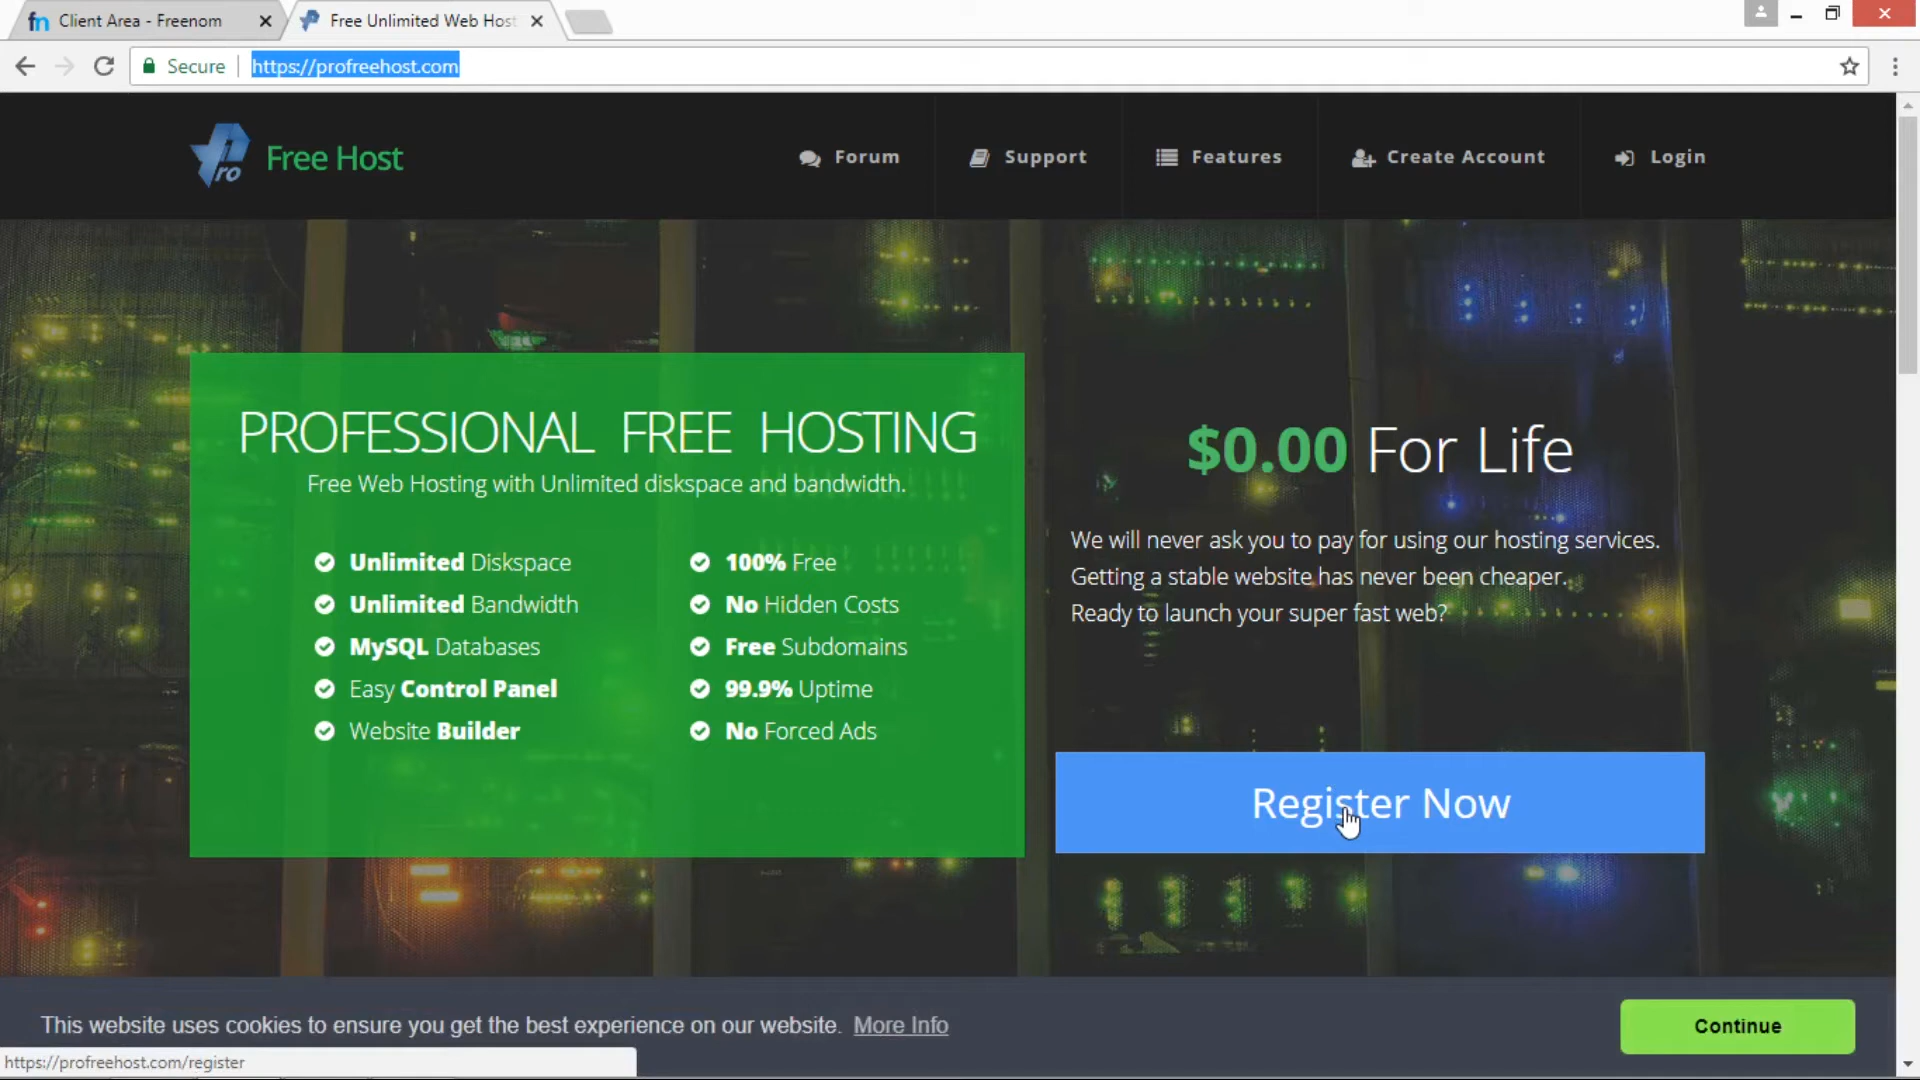 Client Area - Freenom
Free Unlimited Web Host
Secure
https://profreehost.com
Pro
Free Host
Forum
Support
Features
Create Account
Login
PROFESSIONAL FREE HOSTING
Free Web Hosting with Unlimited diskspace and bandwidth.
Unlimited Diskspace
Unlimited Bandwidth
MySQL Databases
Easy Control Panel
Website Builder
100% Free
No Hidden Costs
Free Subdomains
99.9% Uptime
No Forced Ads
$0.00 For Life
We will never ask you to pay for using our hosting services.
Getting a stable website has never been cheaper.
Ready to launch your super fast web?
Register Now
This website uses cookies to ensure you get the best experience on our website. More Info
Continue
https://profreehost.com/register